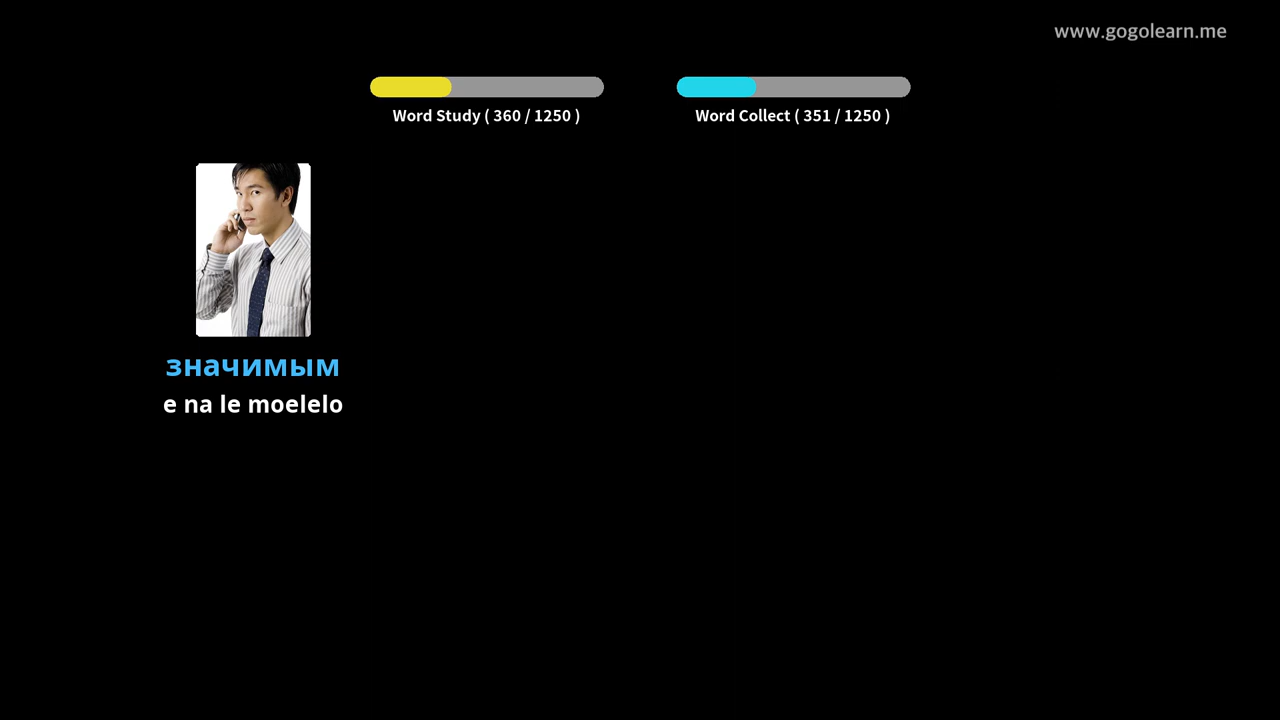 www.gogolearn.me
Word Study ( 360 / 1250 )
Word Collect ( 351 / 1250 )
значимым
e na le moelelo